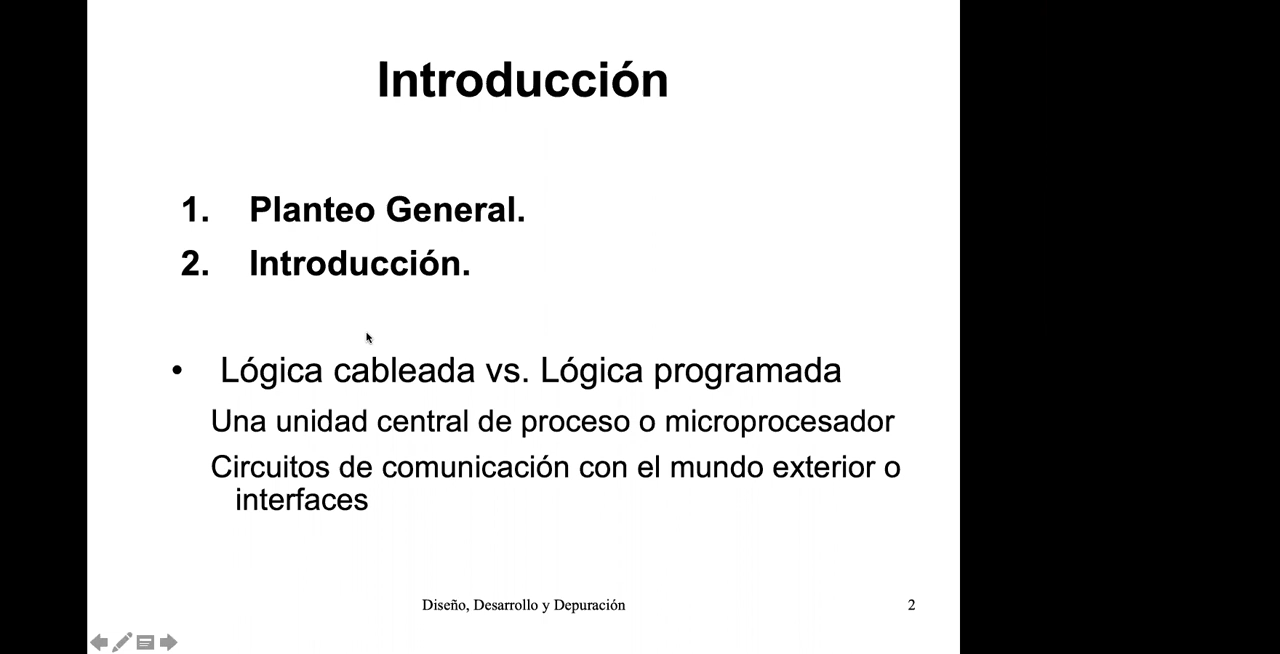 Introducción
1. Planteo General.
2. Introducción.
• Lógica cableada vs. Lógica programada
Una unidad central de proceso o microprocesador
Circuitos de comunicación con el mundo exterior o
interfaces
Diseño, Desarrollo y Depuración
2